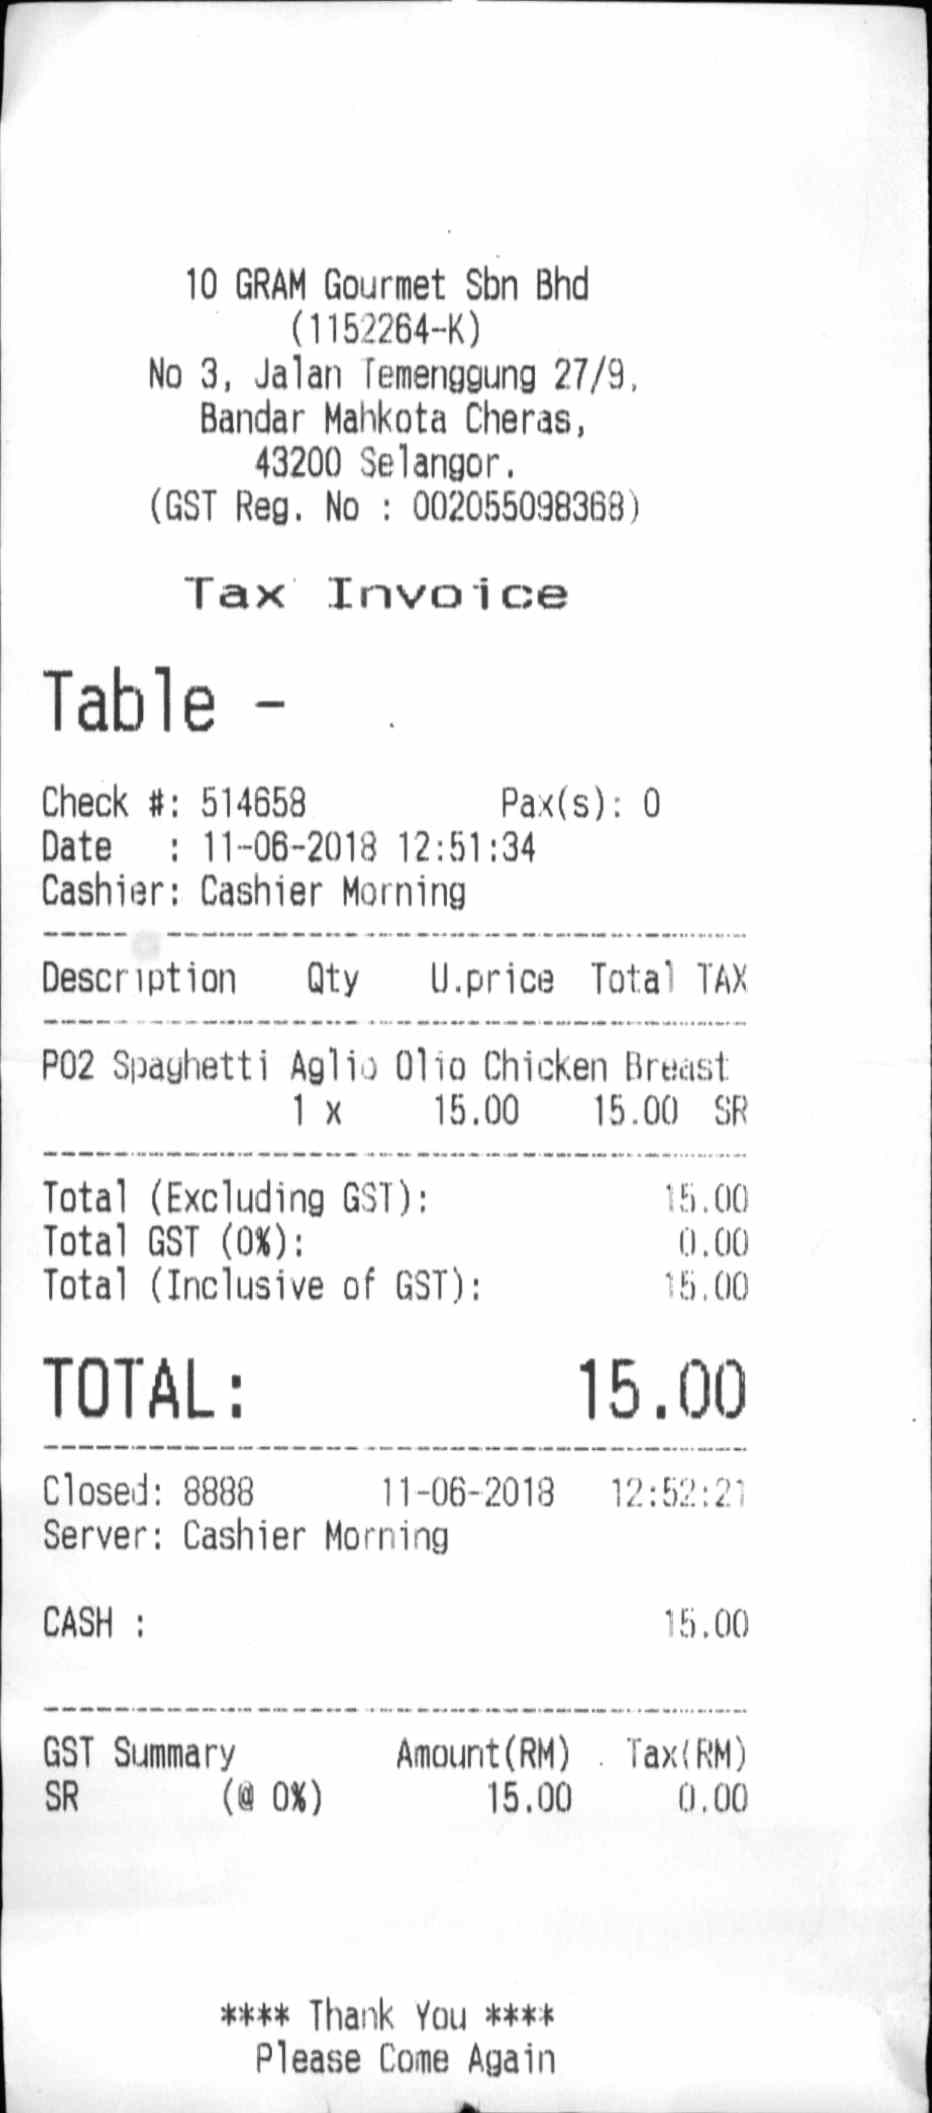 10 GRAM Gourmet Sbn Bhd
(1152264-K)
No 3, Jalan Temenggung 27/9,
Bandar Mahkota Cheras,
43200 Selangor.
(GST Reg. No : 002055098368)
Tax Invoice
Table -
Check #: 514658 Pax(s): 0
Date : 11-06-2018 12:51:34
Cashier: Cashier Morning
Description Qty U.price Total TAX
P02 Spaghetti Aglio Olio Chicken Breast
1 x 15.00 15.00 SR
Total (Excluding GST): 15.00
Total GST (0%): 0.00
Total (Inclusive of GST): 15.00
TOTAL: 15.00
Closed: 8888 11-06-2018 12:52:21
Server: Cashier Morning
CASH : 15.00
GST Summary Amount(RM) Tax(RM)
SR (@ 0%) 15.00 0.00
**** Thank You ****
Please Come Again